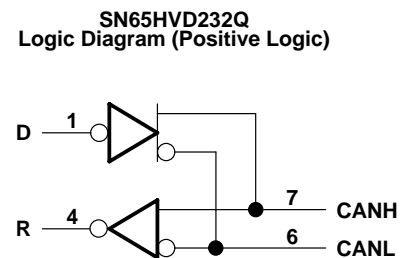 SN65HVD232Q
Logic Diagram (Positive Logic)
D 1
7 CANH
R 4
6 CANL